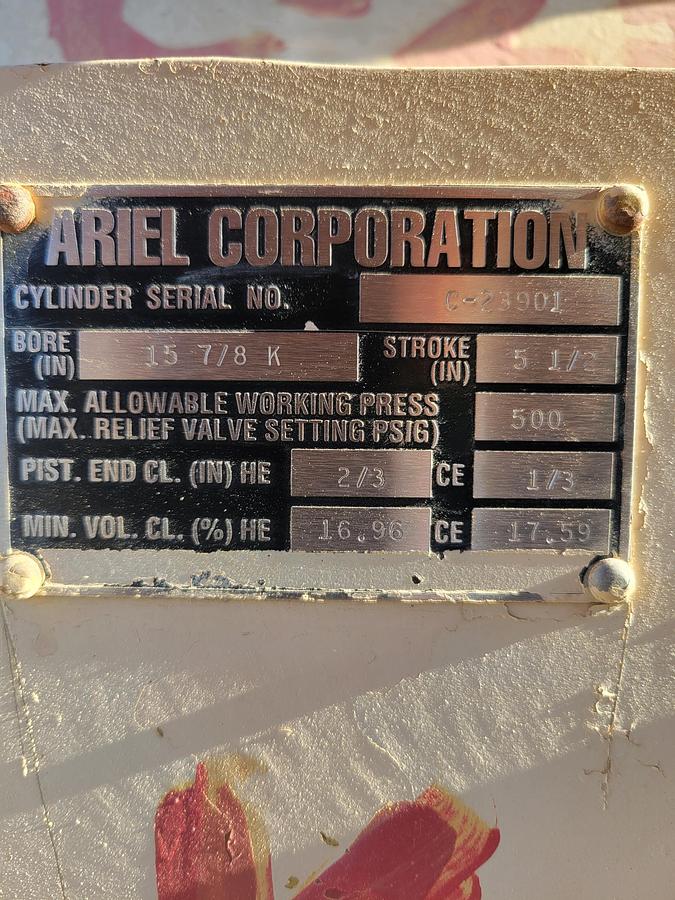 ARIEL CORPORATION
CYLINDER SERIAL NO. C-23901
BORE (IN) 15 7/8 K STROKE (IN) 5 1/2
MAX. ALLOWABLE WORKING PRESS
(MAX. RELIEF VALVE SETTING PSIG) 500
PIST. END CL. (IN) HE 2/3 CE 1/3
MIN. VOL. CL. (%) HE 16.96 CE 17.59